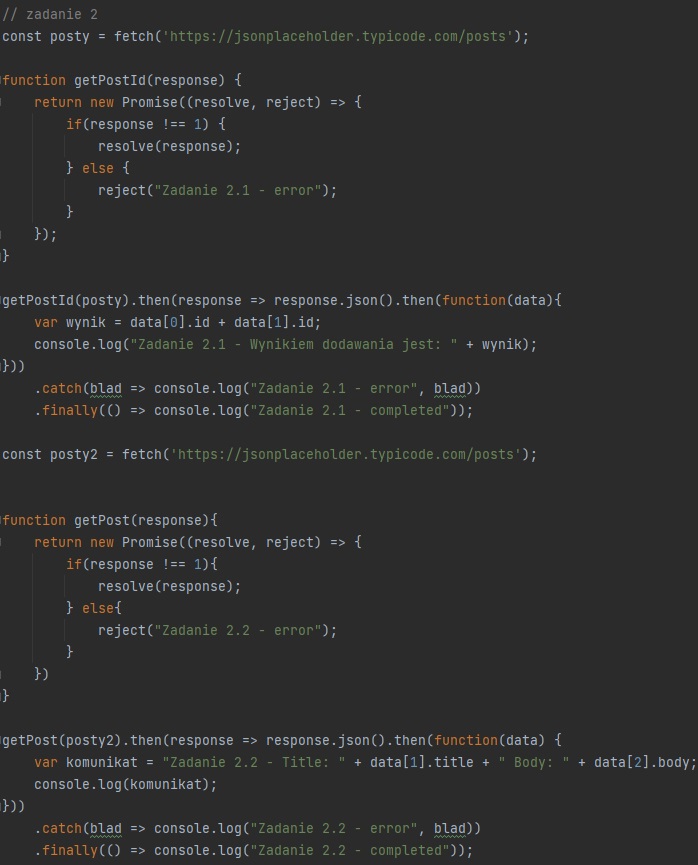 // zadanie 2
const posty = fetch('https://jsonplaceholder.typicode.com/posts');
function getPostId(response) {
return new Promise((resolve, reject) => {
if(response !== 1) {
resolve(response);
} else {
reject("Zadanie 2.1 - error");
}
});
}
getPostId(posty).then(response => response.json().then(function(data){
var wynik = data[0].id + data[1].id;
console.log("Zadanie 2.1 - Wynikiem dodawania jest: " + wynik);
}))
.catch(blad => console.log("Zadanie 2.1 - error", blad))
.finally(() => console.log("Zadanie 2.1 - completed"));
const posty2 = fetch('https://jsonplaceholder.typicode.com/posts');
function getPost(response){
return new Promise((resolve, reject) => {
if(response !== 1){
resolve(response);
} else{
reject("Zadanie 2.2 - error");
}
})
}
getPost(posty2).then(response => response.json().then(function(data) {
var komunikat = "Zadanie 2.2 - Title: " + data[1].title + " Body: " + data[2].body;
console.log(komunikat);
}))
.catch(blad => console.log("Zadanie 2.2 - error", blad))
.finally(() => console.log("Zadanie 2.2 - completed"));